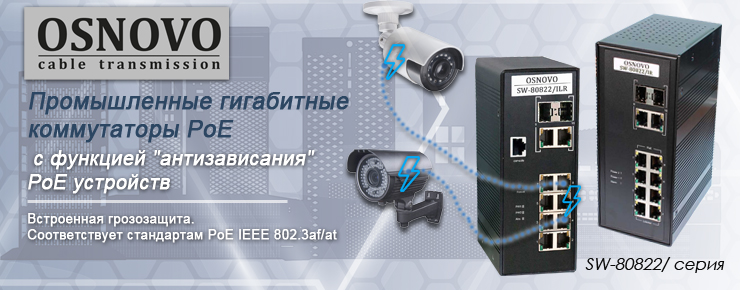 OSNOVO
cable transmission
Промышленные гигабитные
коммутаторы PoE
с функцией "антизависания"
PoE устройств
Встроенная грозозащита.
Соответствует стандартам PoE IEEE 802.3af/at
OSNOVO
SW-80822/ILR
OSNOVO
SW-80822/IR
SW-80822/ серия